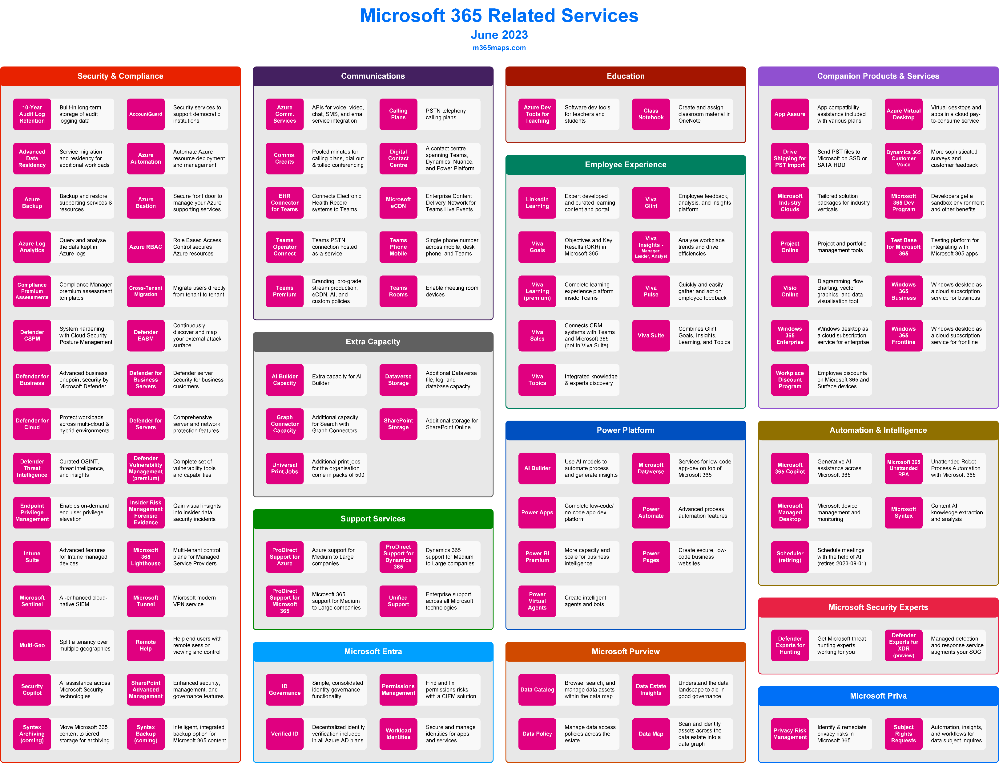 Microsoft 365 Related Services
June 2023
m365maps.com
Security & Compliance
10-Year
Audit Log
Retention
Built-in long-term
storage of audit
logging data
AccountGuard
Security services to
support democratic
institutions
Advanced
Data
Residency
Service migration
and residency for
additional workloads
Azure
Automation
Automate Azure
resource deployment
and management
Azure
Backup
Backup and restore
supporting services &
resources
Azure
Bastion
Secure front door to
manage your Azure
supporting services
Azure Log
Analytics
Query and analyse
the data kept in
Azure logs
Azure RBAC
Role Based Access
Control secures
Azure resources
Compliance
Premium
Assessments
Compliance Manager
premium assessment
templates
Cross-Tenant
Migration
Migrate users directly
from tenant to tenant
Defender
CSPM
System hardening
with Cloud Security
Posture Management
Defender
EASM
Continuously
discover and map
your external attack
surface
Defender for
Business
Advanced business
endpoint security by
Microsoft Defender
Defender for
Business
Servers
Defender server
security for business
customers
Defender for
Cloud
Protect workloads
across multi-cloud &
hybrid environments
Defender for
Servers
Comprehensive
server and network
protection features
Defender
Threat
Intelligence
Curated OSINT,
threat intelligence,
and insights
Defender
Vulnerability
Management
(premium)
Complete set of
vulnerability tools
and capabilities
Endpoint
Privilege
Management
Enables on-demand
end-user privilege
elevation
Insider Risk
Management
Forensic
Evidence
Gain visual insights
into insider data
security incidents
Intune
Suite
Advanced features
for Intune managed
devices
Microsoft
365
Lighthouse
Multi-tenant control
plane for Managed
Service Providers
Microsoft
Sentinel
AI-enhanced cloud-
native SIEM
Microsoft
Tunnel
Microsoft modern
VPN service
Multi-Geo
Split a tenancy over
multiple geographies
Remote
Help
Help end users with
remote session
viewing and control
Security
Copilot
AI assistance across
Microsoft Security
technologies
SharePoint
Advanced
Management
Enhanced security,
management, and
governance features
Syntex
Archiving
(coming)
Move Microsoft 365
content to tiered
storage for archiving
Syntex
Backup
(coming)
Intelligent, integrated
backup option for
Microsoft 365 content
Communications
Azure
Comm.
Services
APIs for voice, video,
chat, SMS, and email
service integration
Calling
Plans
PSTN telephony
calling plans
Comms.
Credits
Pooled minutes for
calling plans, dial-out
& tolled conferencing
Digital
Contact
Centre
A contact centre
spanning Teams,
Dynamics, Nuance,
and Power Platform
EHR
Connector
for Teams
Connects Electronic
Health Record
systems to Teams
Microsoft
eCDN
Enterprise Content
Delivery Network for
Teams Live Events
Teams
Operator
Connect
Teams PSTN
connection hosted
as-a-service
Teams
Phone
Mobile
Single phone number
across mobile, desk
phone, and Teams
Teams
Premium
Branding, pro-grade
stream production,
eCDN, AI, and
custom policies
Teams
Rooms
Enable meeting room
devices
Extra Capacity
AI Builder
Capacity
Extra capacity for AI
Builder
Dataverse
Storage
Additional Dataverse
file, log, and
database capacity
Graph
Connector
Capacity
Additional capacity
for Search with
Graph Connectors
SharePoint
Storage
Additional storage for
SharePoint Online
Universal
Print Jobs
Additional print jobs
for the organisation
come in packs of 500
Support Services
ProDirect
Support for
Azure
Azure support for
Medium to Large
companies
ProDirect
Support for
Dynamics
365
Dynamics 365
support for Medium
to Large companies
ProDirect
Support for
Microsoft
365
Microsoft 365
support for Medium
to Large companies
Unified
Support
Enterprise support
across all Microsoft
technologies
Microsoft Entra
ID
Governance
Simple, consolidated
identity governance
functionality
Permissions
Management
Find and fix
permissions risks
with a CIEM solution
Verified ID
Decentralized identity
verification included
in all Azure AD plans
Workload
Identities
Secure and manage
identities for apps
and services
Education
Azure Dev
Tools for
Teaching
Software dev tools
for teachers and
students
Class
Notebook
Create and assign
classroom material in
OneNote
Employee Experience
LinkedIn
Learning
Expert developed
and curated learning
content and portal
Viva
Glint
Employee feedback,
analysis, and insights
platform
Viva
Goals
Objectives and Key
Results (OKR) in
Microsoft 365
Viva
Insights -
Manager,
Leader, Analyst
Analyse workplace
trends and drive
efficiencies
Viva
Learning
(premium)
Complete learning
experience platform
inside Teams
Viva
Pulse
Quickly and easily
gather and act on
employee feedback
Viva
Sales
Connects CRM
systems with Teams
and Microsoft 365
(not in Viva Suite)
Viva Suite
Combines Glint,
Goals, Insights,
Learning, and Topics
Viva
Topics
Integrated knowledge
& experts discovery
Power Platform
AI Builder
Use AI models to
automate process
and generate insights
Microsoft
Dataverse
Services for low-code
app-dev on top of
Microsoft 365
Power Apps
Complete low-code/
no-code app-dev
platform
Power
Automate
Advanced process
automation features
Power BI
Premium
More capacity and
scale for business
intelligence
Power
Pages
Create secure, low-
code business
websites
Power
Virtual
Agents
Create intelligent
agents and bots
Microsoft Purview
Data Catalog
Browse, search, and
manage data assets
within the data map
Data Estate
Insights
Understand the data
landscape to aid in
good governance
Data Policy
Manage data access
policies across the
estate
Data Map
Scan and identify
assets across the
data estate into a
data graph
Companion Products & Services
App Assure
App compatibility
assistance included
with various plans
Azure Virtual
Desktop
Virtual desktops and
apps in a cloud pay-
to-consume service
Drive
Shipping for
PST import
Send PST files to
Microsoft on SSD or
SATA HDD
Dynamics 365
Customer
Voice
More sophisticated
surveys and
customer feedback
Microsoft
Industry
Clouds
Tailored solution
packages for industry
verticals
Microsoft
365 Dev
Program
Developers get a
sandbox environment
and other benefits
Project
Online
Project and portfolio
management tools
Test Base
for Microsoft
365
Testing platform for
integrating with
Microsoft 365 apps
Visio
Online
Diagramming, flow
charting, vector
graphics, and data
visualisation tool
Windows
365
Business
Windows desktop as
a cloud subscription
service for business
Windows
365
Enterprise
Windows desktop as
a cloud subscription
service for enterprise
Windows
365
Frontline
Windows desktop as
a cloud subscription
service for frontline
Workplace
Discount
Program
Employee discounts
on Microsoft 365 and
Surface devices
Automation & Intelligence
Microsoft
365 Copilot
Generative AI
assistance across
Microsoft 365
Microsoft 365
Unattended
RPA
Unattended Robot
Process Automation
with Microsoft 365
Microsoft
Managed
Desktop
Microsoft device
management and
monitoring
Microsoft
Syntex
Content AI
knowledge extraction
and analysis
Scheduler
(retiring)
Schedule meetings
with the help of AI
(retires 2023-09-01)
Microsoft Security Experts
Defender
Experts for
Hunting
Get Microsoft threat
hunting experts
working for you
Defender
Experts for
XDR
(preview)
Managed detection
and response service
augments your SOC
Microsoft Priva
Privacy Risk
Management
Identify & remediate
privacy risks in
Microsoft 365
Subject
Rights
Requests
Automation, insights,
and workflows for
data subject inquires